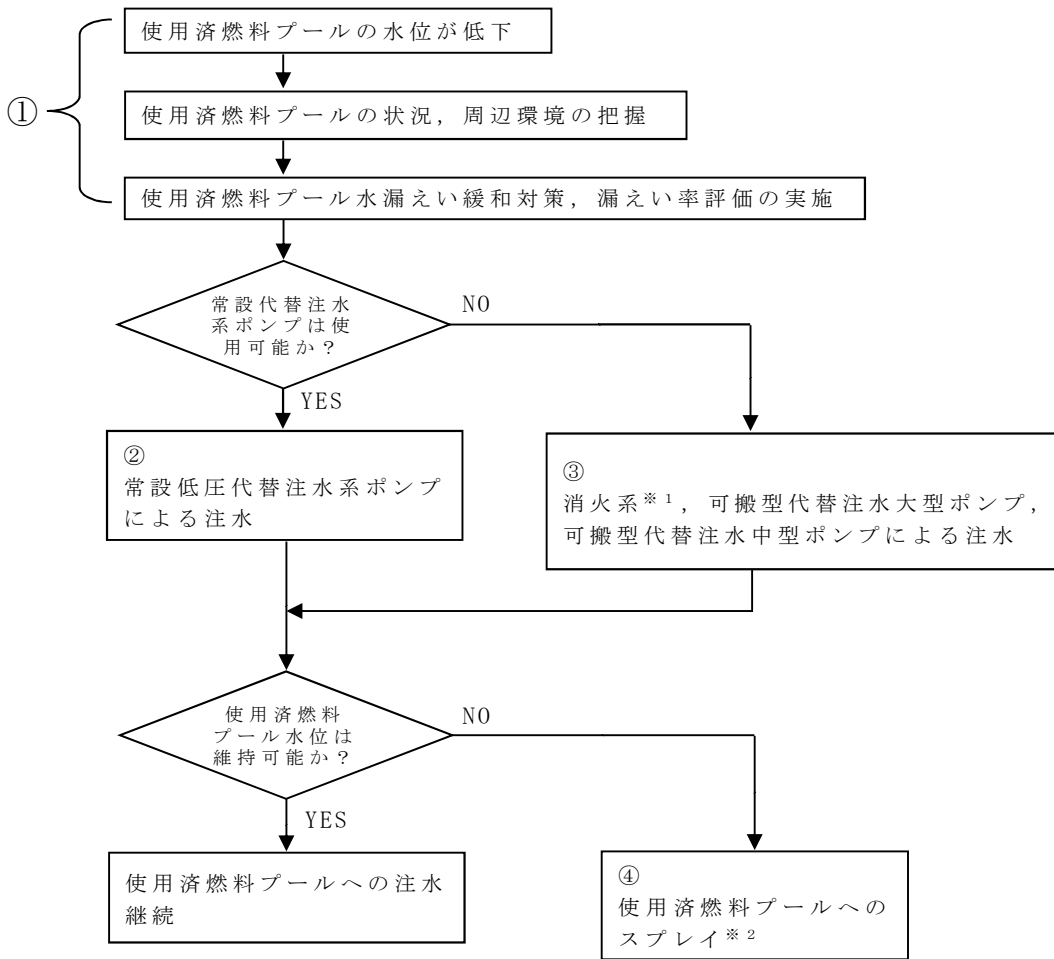 使用済燃料プールの水位が低下
①
使用済燃料プールの状況，周辺環境の把握
使用済燃料プール水漏えい緩和対策，漏えい率評価の実施
常設代替注水
系ポンプは使
用可能か？
NO
YES
②
常設低圧代替注水系ポンプ
による注水
③
消火系※1，可搬型代替注水大型ポンプ，
可搬型代替注水中型ポンプによる注水
使用済燃料
プール水位は
維持可能か？
NO
YES
使用済燃料プールへの注水
継続
④
使用済燃料プールへの
スプレイ※2